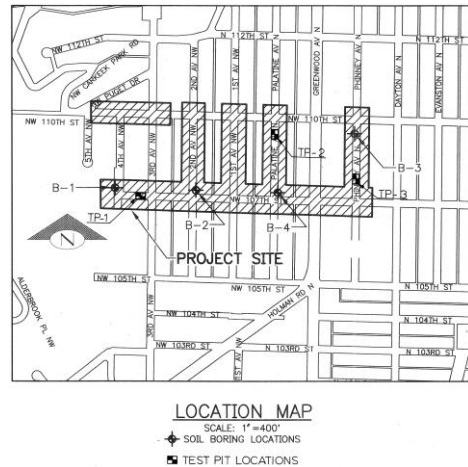 N 112TH ST
N 112TH ST
NW 112TH ST
NW CARKEEK PARK RD
NW PUGET DR
2ND AV NW
1ST AV NW
PALATINE AV N
GREENWOOD AV N
PHINNEY AV N
DAYTON AV N
EVANSTON AV N
NW 110TH ST
N 110TH ST
5TH AV NW
4TH AV NW
3RD AV NW
2ND AV NW
PALATINE
TP-2
B-3
B-1
TP-1
NW 107TH ST
TP-3
B-2
B-4
N
PROJECT SITE
NW 105TH ST
NW 105TH ST
N 105TH ST
ALDERBROOK PL NW
3RD AV NW
HOLMAN RD N
NW 104TH ST
N 104TH ST
NW 103RD ST
N 103RD ST
1ST AV NW
LOCATION MAP
SCALE: 1"=400'
SOIL BORING LOCATIONS
TEST PIT LOCATIONS